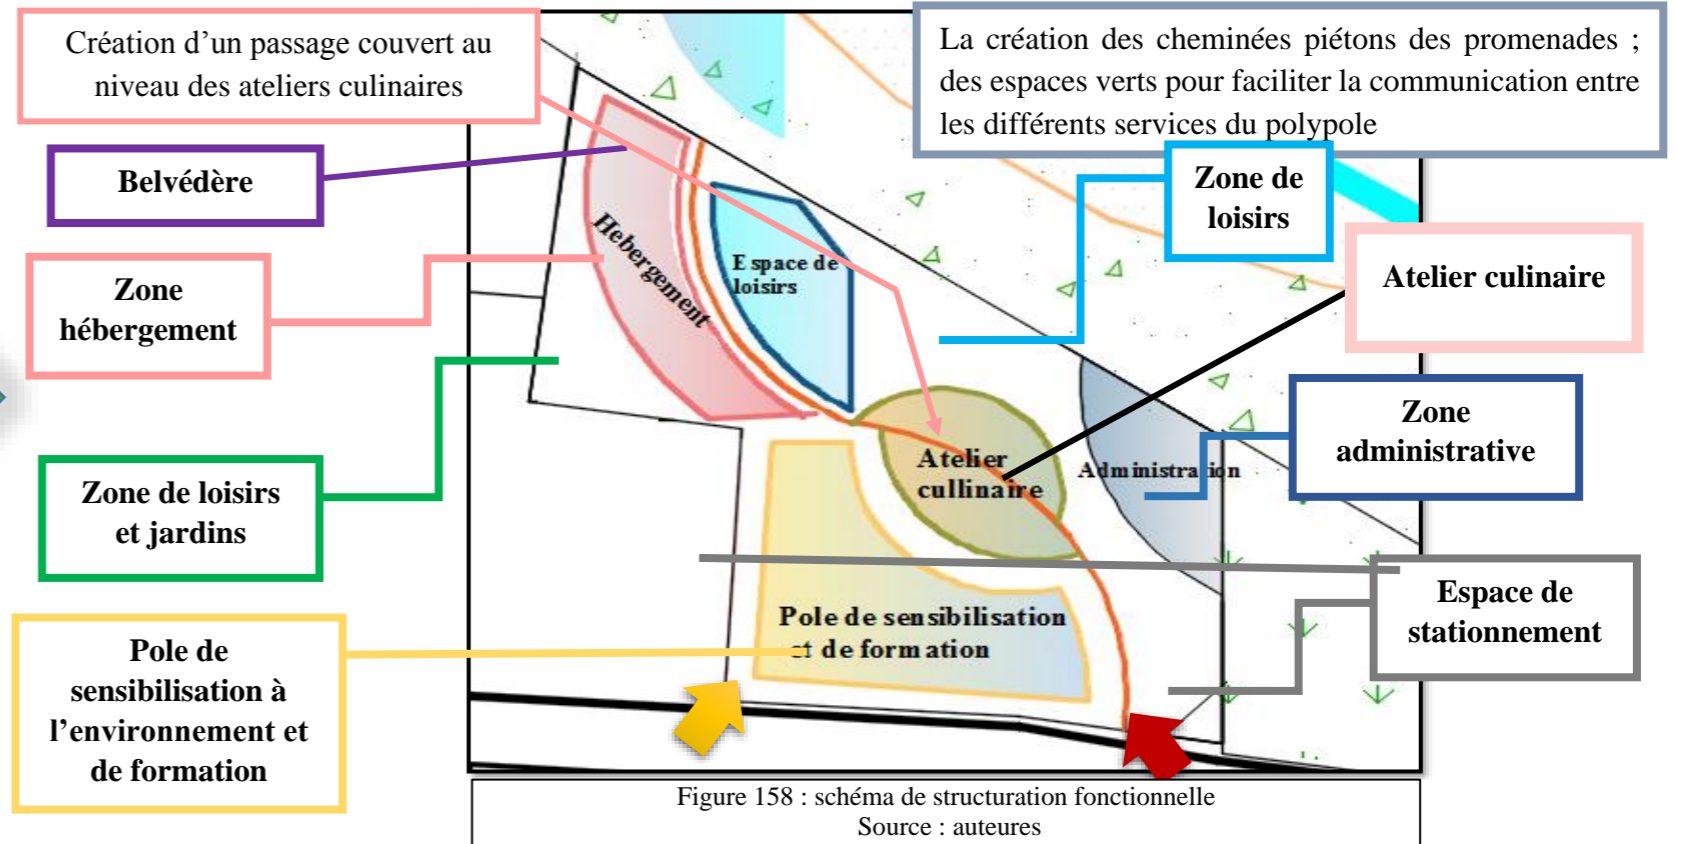 Création d’un passage couvert au
niveau des ateliers culinaires
La création des cheminées piétons des promenades ;
des espaces verts pour faciliter la communication entre
les différents services du polypole
Belvédère
Zone de
loisirs
Zone
hébergement
Atelier culinaire
Hebergement
Espace de
loisirs
Zone
administrative
Atelier
cullinaire
Administration
Zone de loisirs
et jardins
Espace de
stationnement
Pole de sensibilisation
et de formation
Pole de
sensibilisation à
l’environnement et
de formation
Figure 158 : schéma de structuration fonctionnelle
Source : auteures